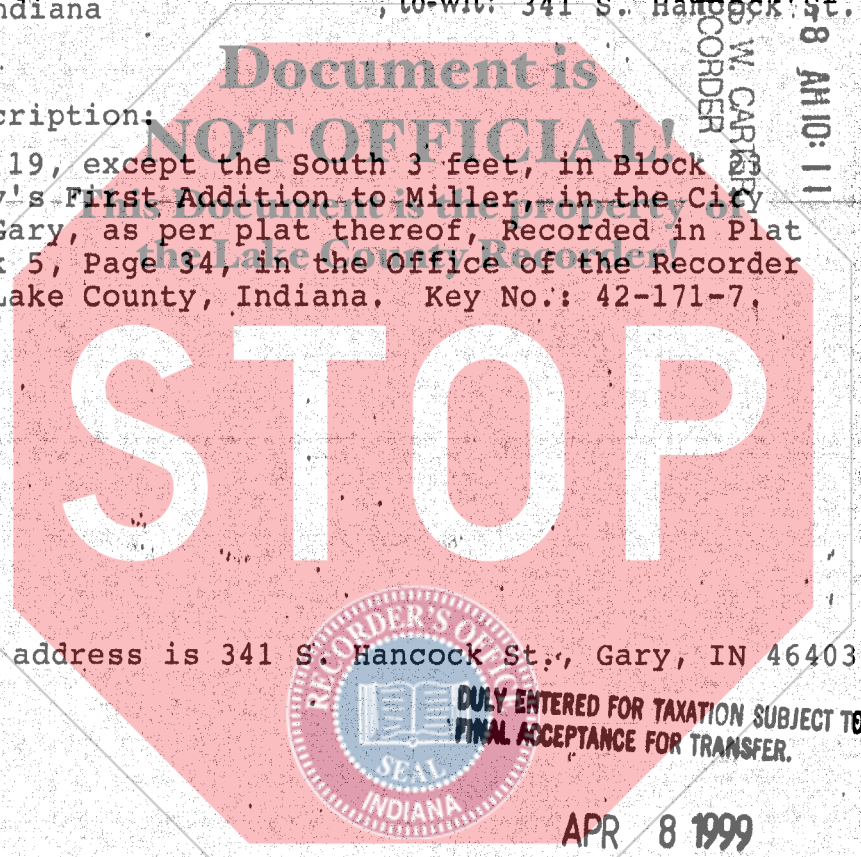 ndiana , to-wit: 341 S. Hancock St.
Document is
cription:
NOT OFFICIAL!
19, except the South 3 feet, in Block 23
y's First Addition to Miller, in the City
This Document is the property of
Gary, as per plat thereof, Recorded in Plat
the Lake County Recorder!
k 5, Page 34, in the Office of the Recorder
Lake County, Indiana. Key No.: 42-171-7.
STOP
address is 341 S. Hancock St., Gary, IN 46403
RECORDER'S OFFICE
SEAL
INDIANA
DULY ENTERED FOR TAXATION SUBJECT TO
FINAL ACCEPTANCE FOR TRANSFER.
APR 8 1999
W. CARTER
CORDER
8 AM 10: 11